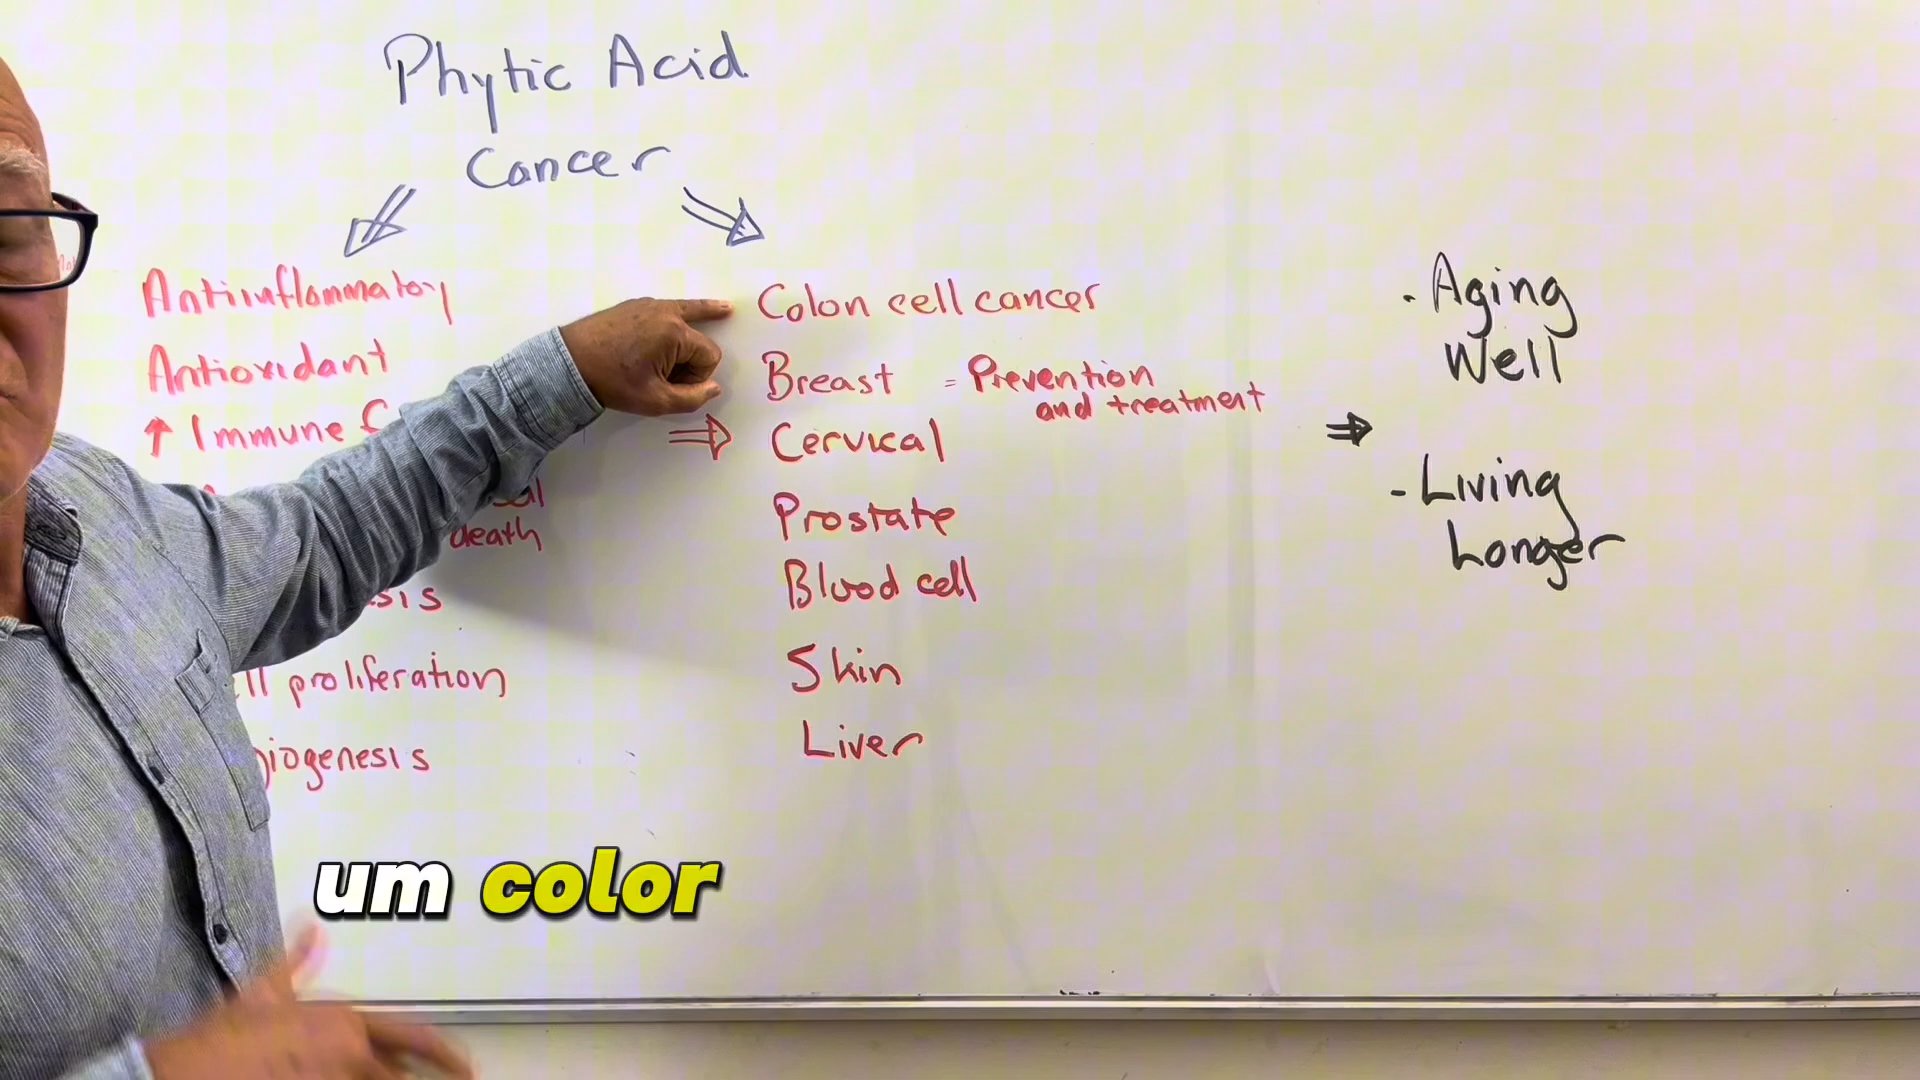 Phytic Acid
Cancer
Antiinflammatory
Antioxidant
↑ Immune
death
proliferation
Colon cell cancer
Breast = Prevention
and treatment
⇒ Cervical
Prostate
Blood cell
Skin
Liver
⇒
. Aging
Well
- Living
Longer
um color